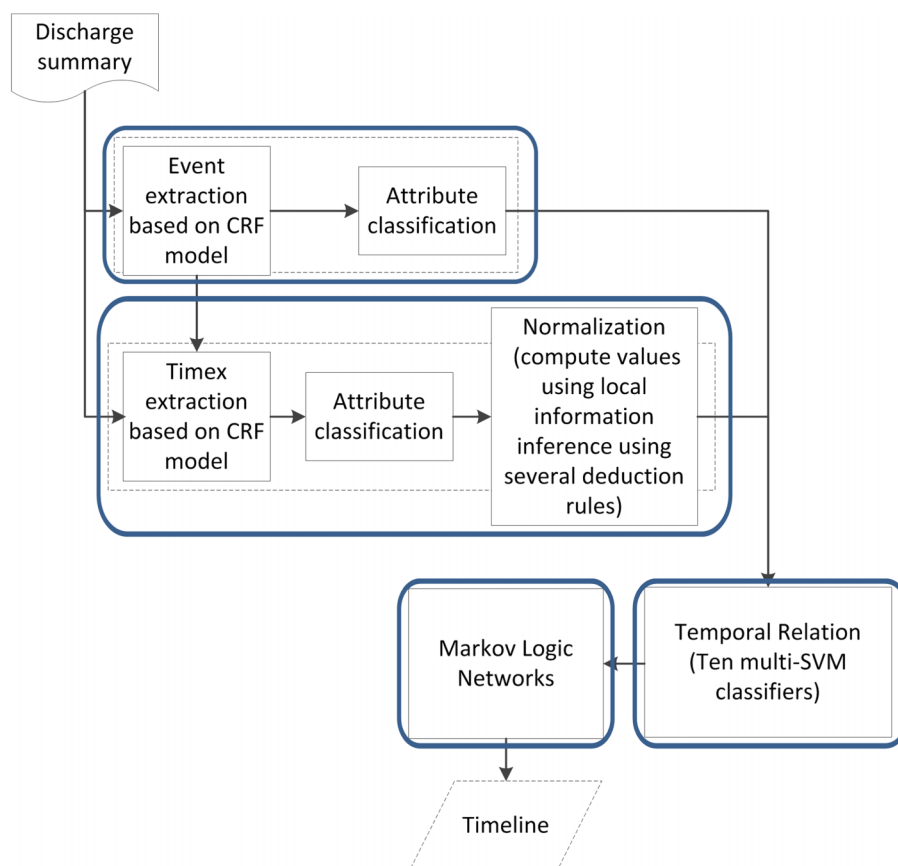 Discharge
summary
Event
extraction
based on CRF
model
Attribute
classification
Timex
extraction
based on CRF
model
Attribute
classification
Normalization
(compute values
using local
information
inference using
several deduction
rules)
Markov Logic
Networks
Temporal Relation
(Ten multi-SVM
classifiers)
Timeline